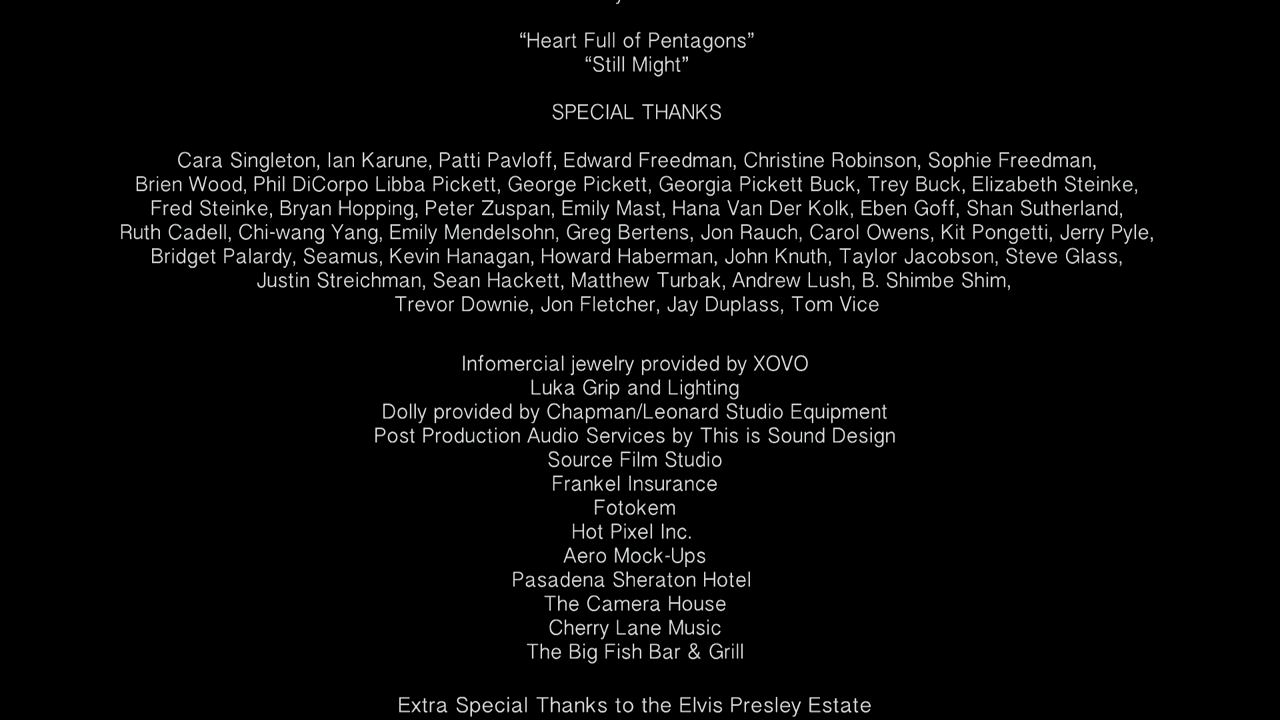 “Heart Full of Pentagons”
“Still Might”
SPECIAL THANKS
Cara Singleton, Ian Karune, Patti Pavloff, Edward Freedman, Christine Robinson, Sophie Freedman,
Brien Wood, Phil DiCorpo Libba Pickett, George Pickett, Georgia Pickett Buck, Trey Buck, Elizabeth Steinke,
Fred Steinke, Bryan Hopping, Peter Zuspan, Emily Mast, Hana Van Der Kolk, Eben Goff, Shan Sutherland,
Ruth Cadell, Chi-wang Yang, Emily Mendelsohn, Greg Bertens, Jon Rauch, Carol Owens, Kit Pongetti, Jerry Pyle,
Bridget Palardy, Seamus, Kevin Hanagan, Howard Haberman, John Knuth, Taylor Jacobson, Steve Glass,
Justin Streichman, Sean Hackett, Matthew Turbak, Andrew Lush, B. Shimbe Shim,
Trevor Downie, Jon Fletcher, Jay Duplass, Tom Vice
Infomercial jewelry provided by XOVO
Luka Grip and Lighting
Dolly provided by Chapman/Leonard Studio Equipment
Post Production Audio Services by This is Sound Design
Source Film Studio
Frankel Insurance
Fotokem
Hot Pixel Inc.
Aero Mock-Ups
Pasadena Sheraton Hotel
The Camera House
Cherry Lane Music
The Big Fish Bar & Grill
Extra Special Thanks to the Elvis Presley Estate